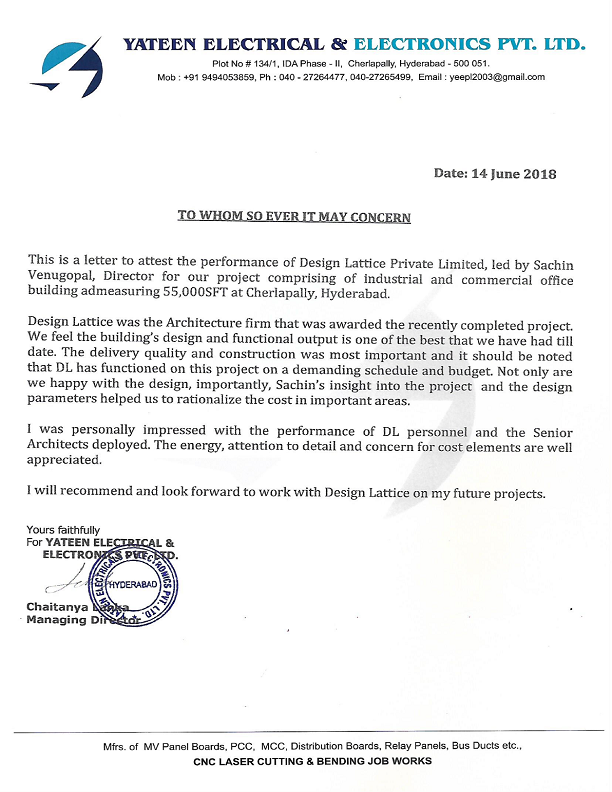 YATEEN ELECTRICAL & ELECTRONICS PVT. LTD.
Plot No # 134/1, IDA Phase - II, Cherlapally, Hyderabad - 500 051.
Mob : +91 9494053859, Ph : 040 - 27264477, 040-27265499, Email : yeepl2003@gmail.com
Date: 14 June 2018
TO WHOM SO EVER IT MAY CONCERN
This is a letter to attest the performance of Design Lattice Private Limited, led by Sachin
Venugopal, Director for our project comprising of industrial and commercial office
building admeasuring 55,000SFT at Cherlapally, Hyderabad.
Design Lattice was the Architecture firm that was awarded the recently completed project.
We feel the building's design and functional output is one of the best that we have had till
date. The delivery quality and construction was most important and it should be noted
that DL has functioned on this project on a demanding schedule and budget. Not only are
we happy with the design, importantly, Sachin's insight into the project and the design
parameters helped us to rationalize the cost in important areas.
I was personally impressed with the performance of DL personnel and the Senior
Architects deployed. The energy, attention to detail and concern for cost elements are well
appreciated.
I will recommend and look forward to work with Design Lattice on my future projects.
Yours faithfully
For YATEEN ELECTRICAL &
ELECTRONICS PVT. LTD.
YATEEN ELECTRICALS & ELECTRONICS PVT. LTD.
HYDERABAD
Chaitanya
Managing Director
Mfrs. of MV Panel Boards, PCC, MCC, Distribution Boards, Relay Panels, Bus Ducts etc.,
CNC LASER CUTTING & BENDING JOB WORKS